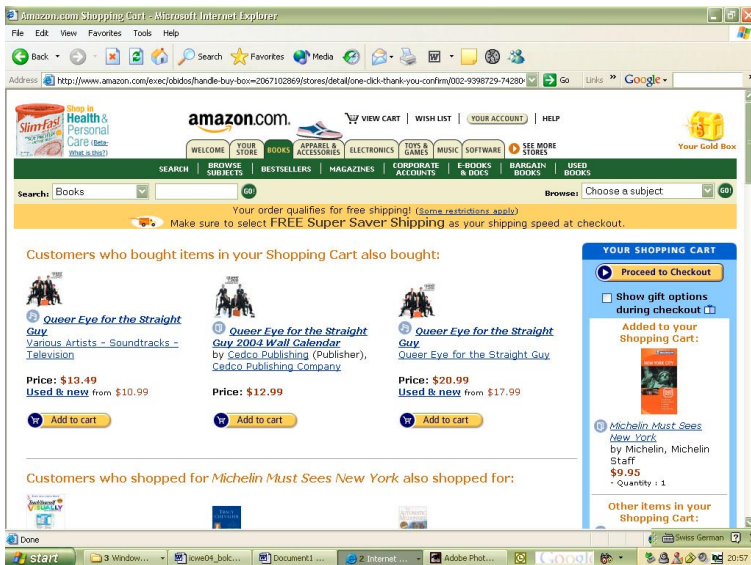 Amazon.com Shopping Cart - Microsoft Internet Explorer
File Edit View Favorites Tools Help
Back Search Favorites Media
Address http://www.amazon.com/exec/obidos/handle-buy-box=2067102869/stores/detail/one-click-thank-you-confirm/002-9398729-74280 Go Links » Google
Slim·Fast
Shop in
Health &
Personal
Care (Beta-
What is this?)
amazon.com.
VIEW CART | WISH LIST | YOUR ACCOUNT | HELP
Your Gold Box
WELCOME YOUR STORE BOOKS APPAREL & ACCESSORIES ELECTRONICS TOYS & GAMES MUSIC SOFTWARE SEE MORE STORES
SEARCH | BROWSE SUBJECTS | BESTSELLERS | MAGAZINES | CORPORATE ACCOUNTS | E-BOOKS & DOCS | BARGAIN BOOKS | USED BOOKS
Search: Books GO! Browse: Choose a subject GO!
Your order qualifies for free shipping! (Some restrictions apply)
Make sure to select FREE Super Saver Shipping as your shipping speed at checkout.
Customers who bought items in your Shopping Cart also bought:
Queer Eye for the Straight
Guy
Various Artists - Soundtracks -
Television
Price: $13.49
Used & new from $10.99
Add to cart
Queer Eye for the Straight
Guy 2004 Wall Calendar
by Cedco Publishing (Publisher),
Cedco Publishing Company
Price: $12.99
Add to cart
Queer Eye for the Straight
Guy
Queer Eye for the Straight Guy
Price: $20.99
Used & new from $17.99
Add to cart
Customers who shopped for Michelin Must Sees New York also shopped for:
Teach Yourself
VISUALLY
TRACY
CHEVALIER
YOUR SHOPPING CART
Proceed to Checkout
Show gift options
during checkout
Added to your
Shopping Cart:
NEW YORK CITY
Michelin Must Sees
New York
by Michelin, Michelin
Staff
$9.95
- Quantity : 1
Other items in your
Shopping Cart:
Done
Swiss German
start 3 Window... icwe04_bolc... Document1 ... 2 Internet ... Adobe Phot... Google 20:57